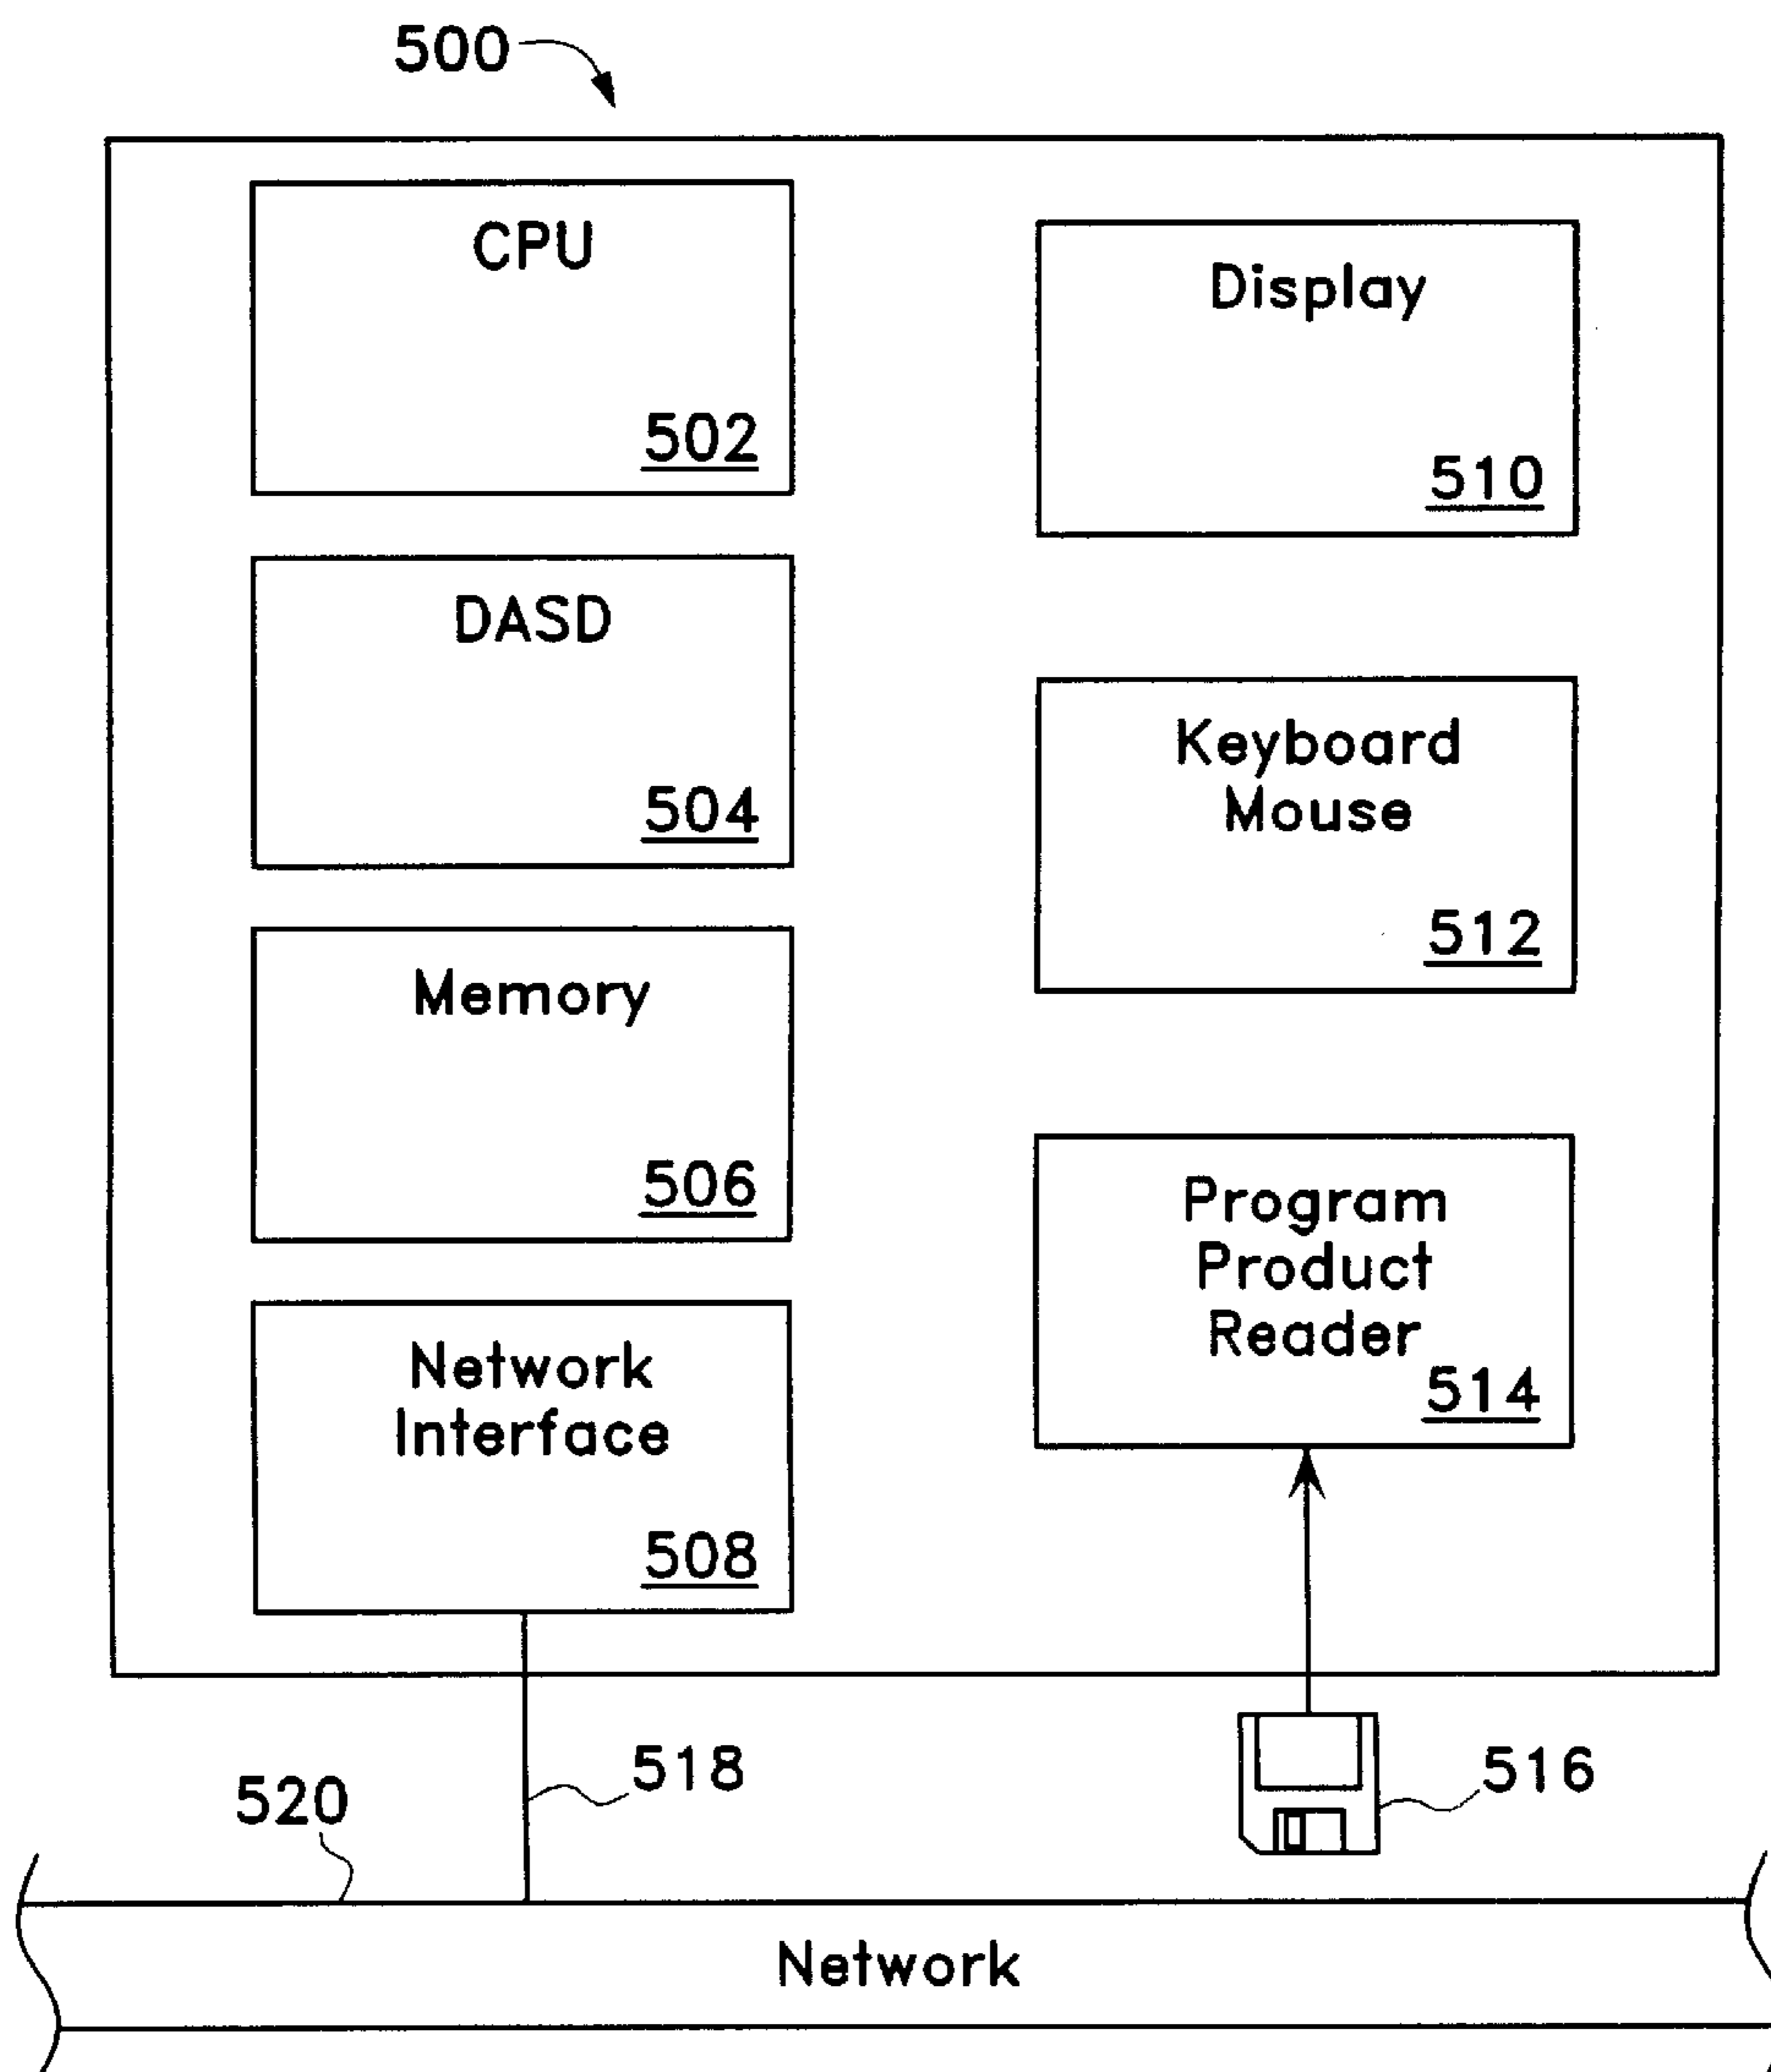 500
CPU
502
DASD
504
Memory
506
Network
Interface
508
Display
510
Keyboard
Mouse
512
Program
Product
Reader
514
518
516
520
Network